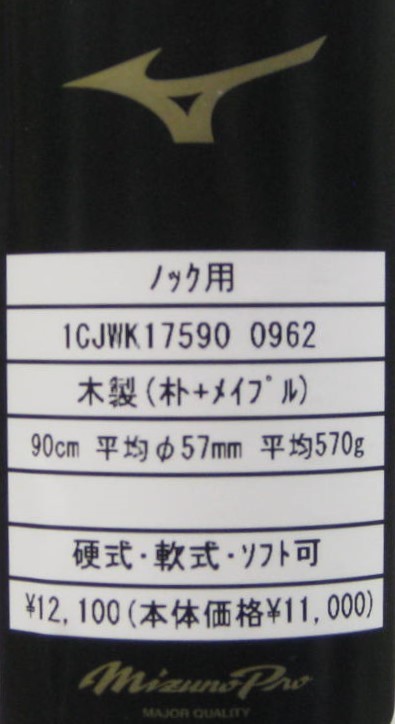 ノック用
1CJWK17590 0962
木製(朴+メイプル)
90cm 平均φ57mm 平均570g
硬式・軟式・ソフト可
¥12,100(本体価格¥11,000)
Mizuno Pro
MAJOR QUALITY